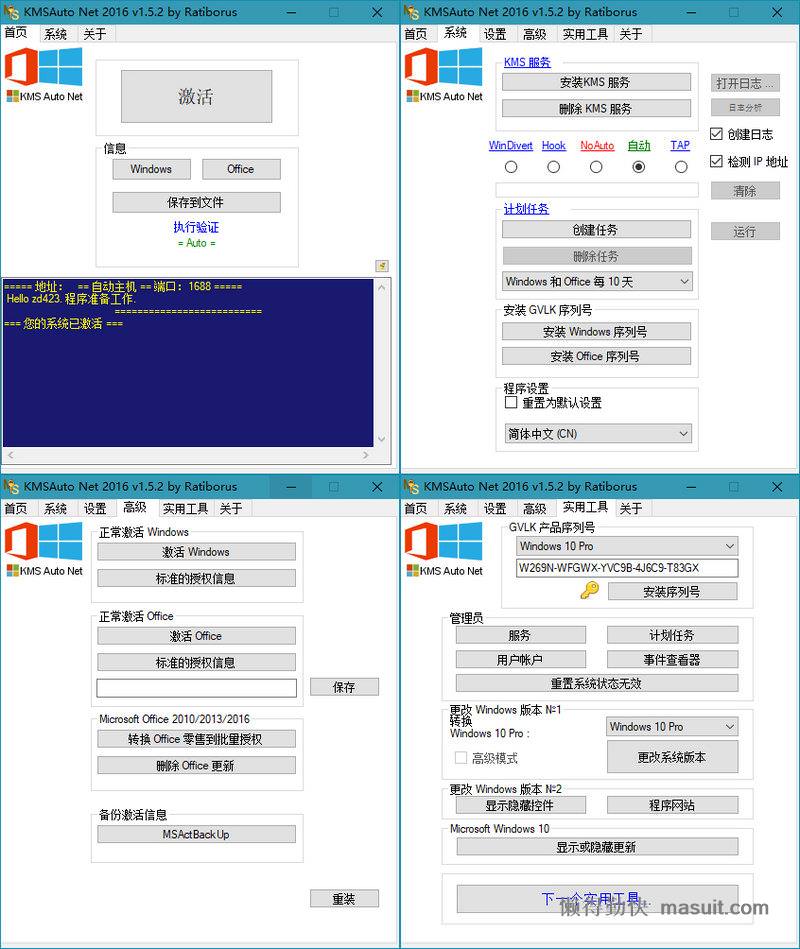 KMSAuto Net 2016 v1.5.2 by Ratiborus
首页 系统 关于
KMS Auto Net
激活
信息
Windows Office
保存到文件
执行验证
= Auto =
===== 地址: == 自动主机 == 端口: 1688 =====
Hello zd423. 程序准备工作.
==========================
=== 您的系统已激活 ===
KMSAuto Net 2016 v1.5.2 by Ratiborus
首页 系统 设置 高级 实用工具 关于
KMS Auto Net
KMS 服务
安装KMS 服务
删除 KMS 服务
打开日志 ...
日志分析
WinDivert Hook NoAuto 自动 TAP
创建日志
检测 IP 地址
清除
计划任务
创建任务
运行
删除任务
Windows 和 Office 每 10 天
安装 GVLK 序列号
安装 Windows 序列号
安装 Office 序列号
程序设置
重置为默认设置
简体中文 (CN)
KMSAuto Net 2016 v1.5.2 by Ratiborus
首页 系统 设置 高级 实用工具 关于
KMS Auto Net
正常激活 Windows
激活 Windows
标准的授权信息
正常激活 Office
激活 Office
标准的授权信息
保存
Microsoft Office 2010/2013/2016
转换 Office 零售到批量授权
删除 Office 更新
备份激活信息
MSActBackUp
重装
KMSAuto Net 2016 v1.5.2 by Ratiborus
首页 系统 设置 高级 实用工具 关于
KMS Auto Net
GVLK 产品序列号
Windows 10 Pro
W269N-WFGWX-YVC9B-4J6C9-T83GX
安装序列号
管理员
服务 计划任务
用户帐户 事件查看器
重置系统状态无效
更改 Windows 版本 №1
转换
Windows 10 Pro :
Windows 10 Pro
高级模式
更改系统版本
更改 Windows 版本 №2
显示隐藏控件 程序网站
Microsoft Windows 10
显示或隐藏更新
下一个实用工具...
懒得勤快 masuit.com